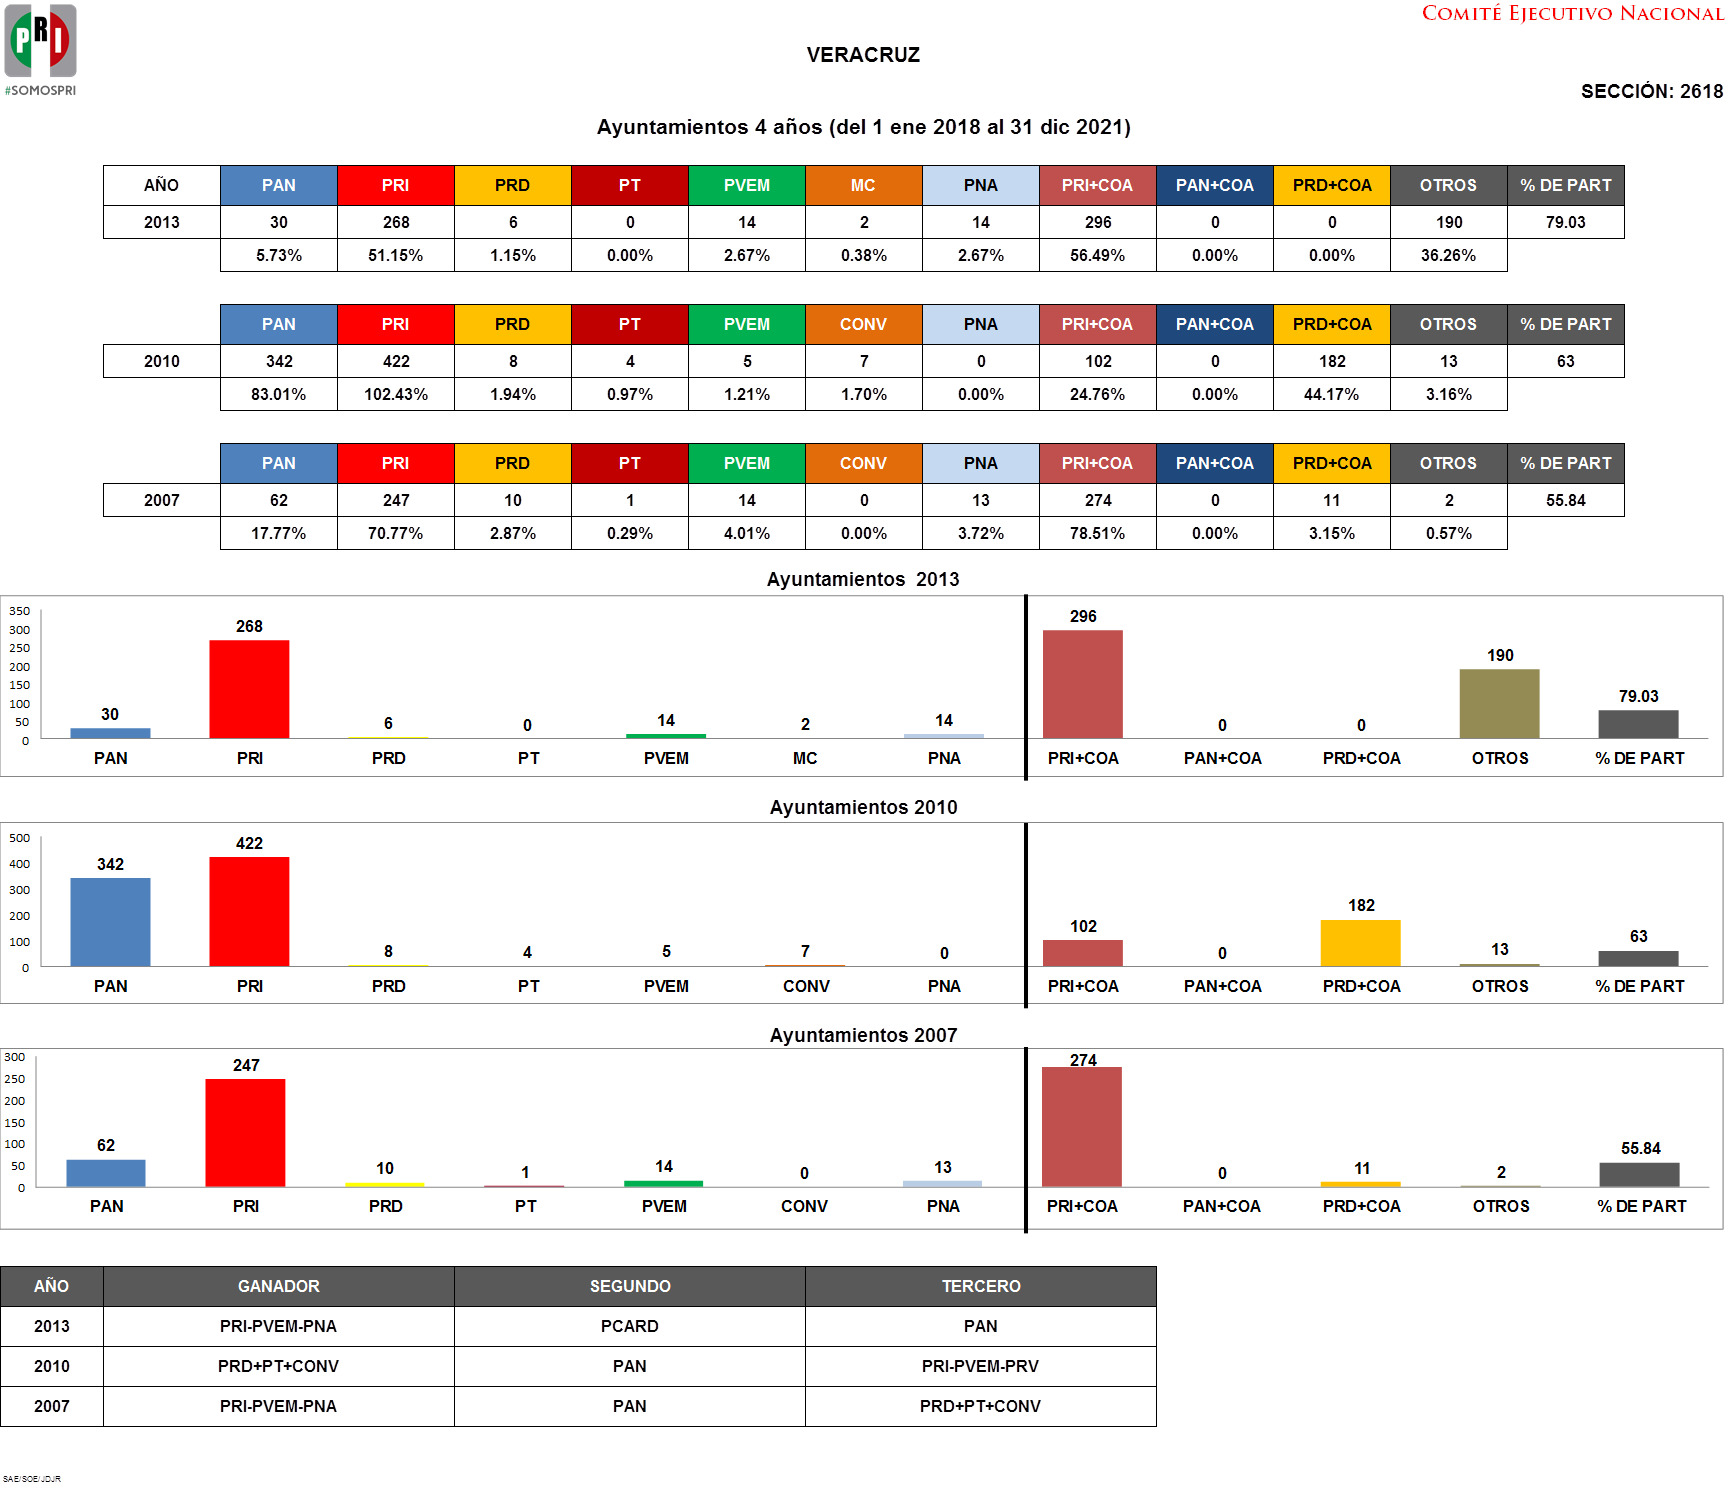 PRI
#SOMOSPRI
COMITÉ EJECUTIVO NACIONAL
VERACRUZ
SECCIÓN: 2618
Ayuntamientos 4 años (del 1 ene 2018 al 31 dic 2021)
AÑO PAN PRI PRD PT PVEM MC PNA PRI+COA PAN+COA PRD+COA OTROS % DE PART
2013 30 268 6 0 14 2 14 296 0 0 190 79.03
5.73% 51.15% 1.15% 0.00% 2.67% 0.38% 2.67% 56.49% 0.00% 0.00% 36.26%
PAN PRI PRD PT PVEM CONV PNA PRI+COA PAN+COA PRD+COA OTROS % DE PART
2010 342 422 8 4 5 7 0 102 0 182 13 63
83.01% 102.43% 1.94% 0.97% 1.21% 1.70% 0.00% 24.76% 0.00% 44.17% 3.16%
PAN PRI PRD PT PVEM CONV PNA PRI+COA PAN+COA PRD+COA OTROS % DE PART
2007 62 247 10 1 14 0 13 274 0 11 2 55.84
17.77% 70.77% 2.87% 0.29% 4.01% 0.00% 3.72% 78.51% 0.00% 3.15% 0.57%
Ayuntamientos 2013
350
300
250
200
150
100
50
0
30 268 6 0 14 2 14 296 0 0 190 79.03
PAN PRI PRD PT PVEM MC PNA PRI+COA PAN+COA PRD+COA OTROS % DE PART
Ayuntamientos 2010
500
400
300
200
100
0
342 422 8 4 5 7 0 102 0 182 13 63
PAN PRI PRD PT PVEM CONV PNA PRI+COA PAN+COA PRD+COA OTROS % DE PART
Ayuntamientos 2007
300
250
200
150
100
50
0
62 247 10 1 14 0 13 274 0 11 2 55.84
PAN PRI PRD PT PVEM CONV PNA PRI+COA PAN+COA PRD+COA OTROS % DE PART
AÑO GANADOR SEGUNDO TERCERO
2013 PRI-PVEM-PNA PCARD PAN
2010 PRD+PT+CONV PAN PRI-PVEM-PRV
2007 PRI-PVEM-PNA PAN PRD+PT+CONV
SAE/SOE/JDJR